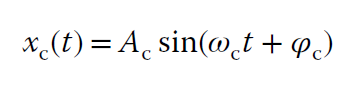 x_c(t) = A_c sin(ω_c t + φ_c)